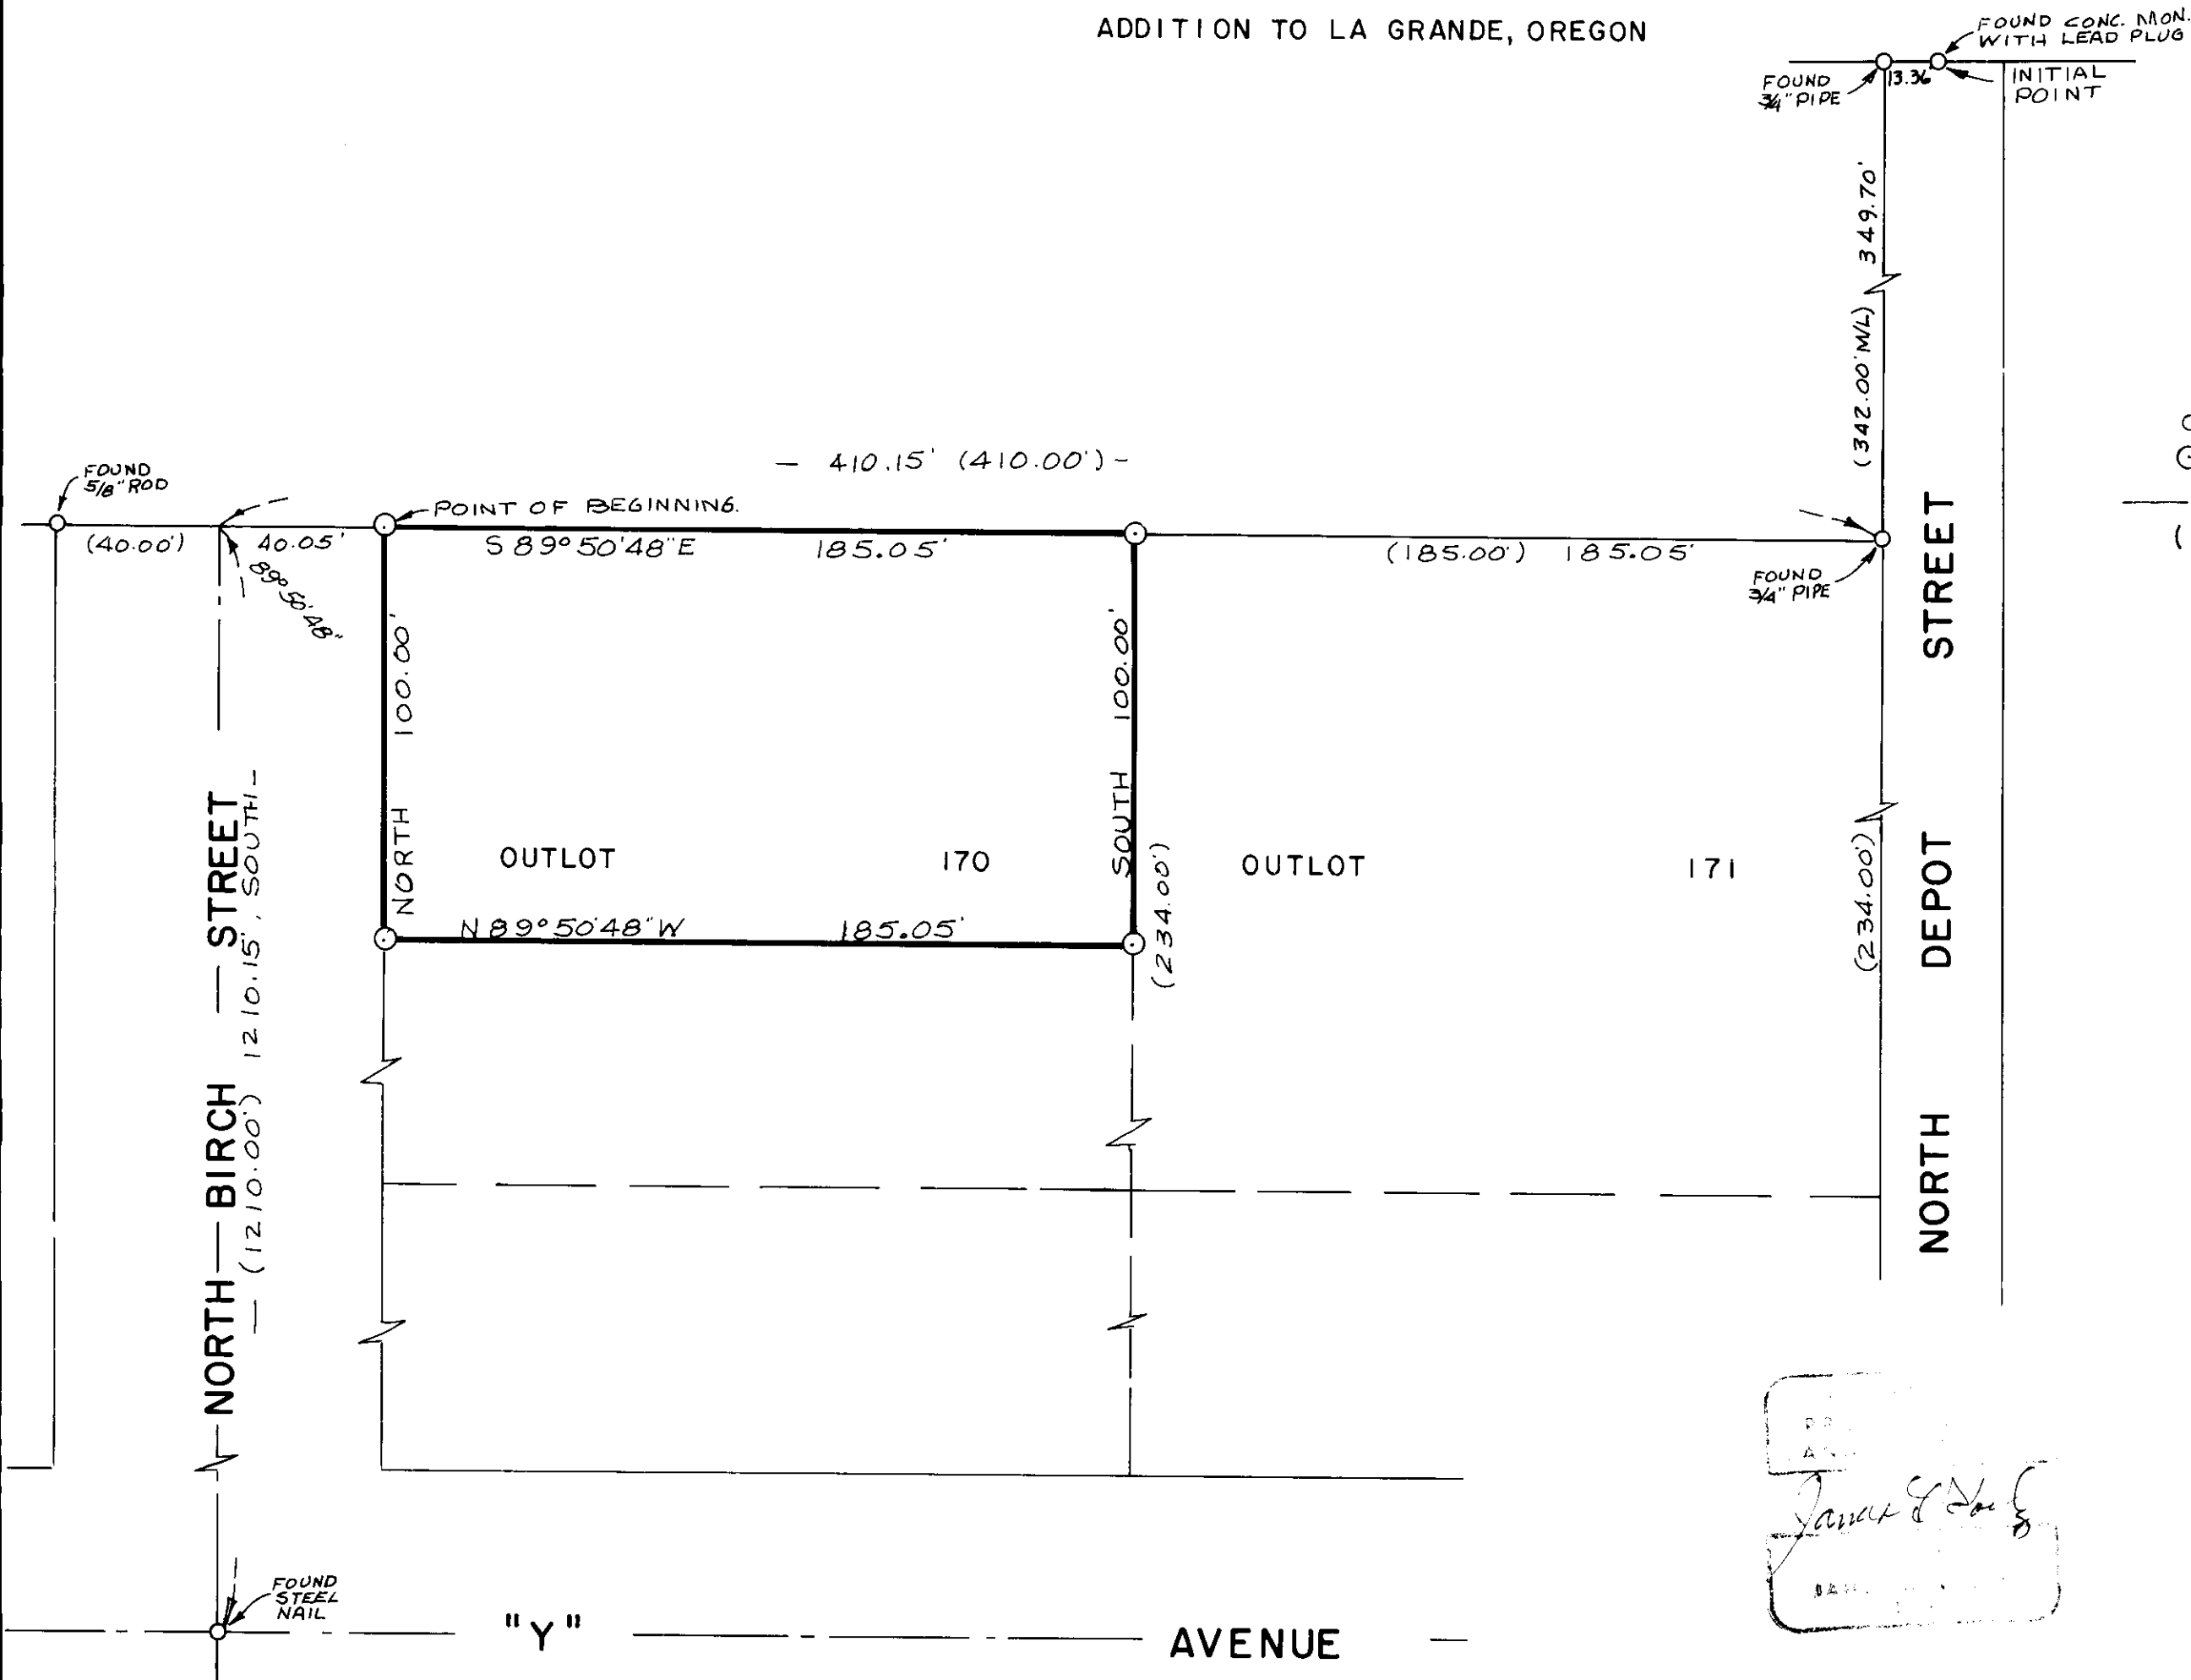 ADDITION TO LA GRANDE, OREGON
FOUND CONC. MON.
WITH LEAD PLUG
FOUND
3/4" PIPE
13.36
INITIAL
POINT
349.70'
(342.00' M/L)
— 410.15' (410.00') —
FOUND
5/8" ROD
POINT OF BEGINNING.
(40.00')
40.05'
S 89° 50' 48" E
185.05'
(185.00') 185.05'
89° 50' 48"
FOUND
3/4" PIPE
NORTH 100.00'
SOUTH 100.00'
OUTLOT
170
(234.00')
OUTLOT
171
(234.00')
N 89° 50' 48" W
185.05'
NORTH BIRCH STREET
— (1210.00') 1210.15', SOUTH —
NORTH DEPOT STREET
FOUND
STEEL
NAIL
"Y" AVENUE